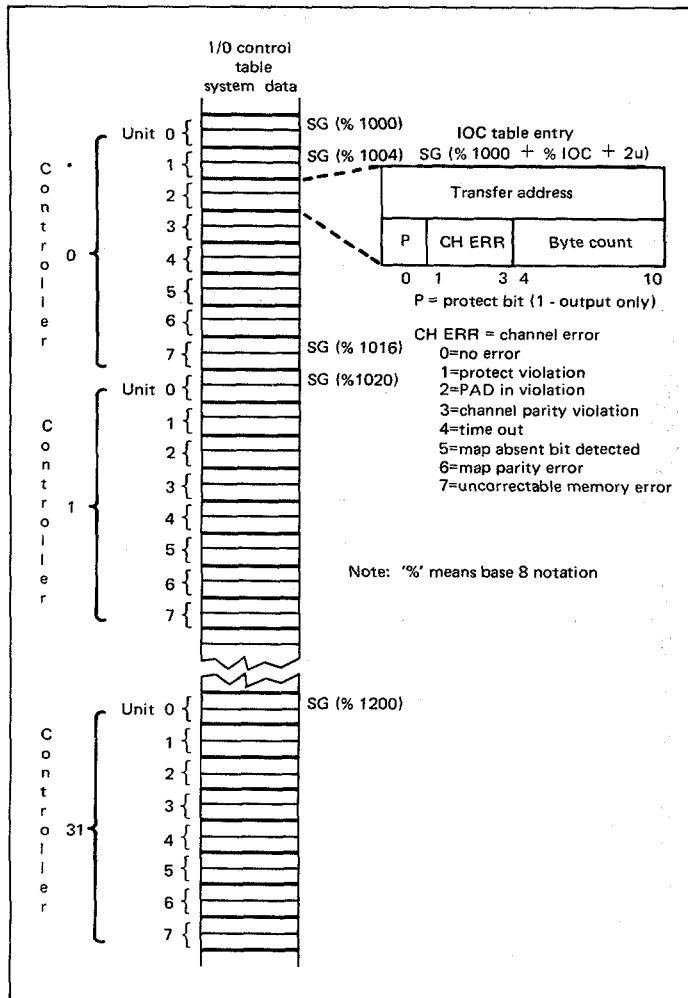 I/0 control
table
system data
Controller 0
Unit 0
SG (% 1000)
1
SG (% 1004)
2
3
4
5
6
7
SG (% 1016)
IOC table entry
SG (% 1000 + % IOC + 2u)
Transfer address
P CH ERR Byte count
0 1 3 4 10
P = protect bit (1 - output only)
CH ERR = channel error
0=no error
1=protect violation
2=PAD in violation
3=channel parity violation
4=time out
5=map absent bit detected
6=map parity error
7=uncorrectable memory error
Controller 1
Unit 0
SG (%1020)
1
2
3
4
5
6
7
Note: '%' means base 8 notation
Controller 31
Unit 0
SG (% 1200)
1
2
3
4
5
6
7